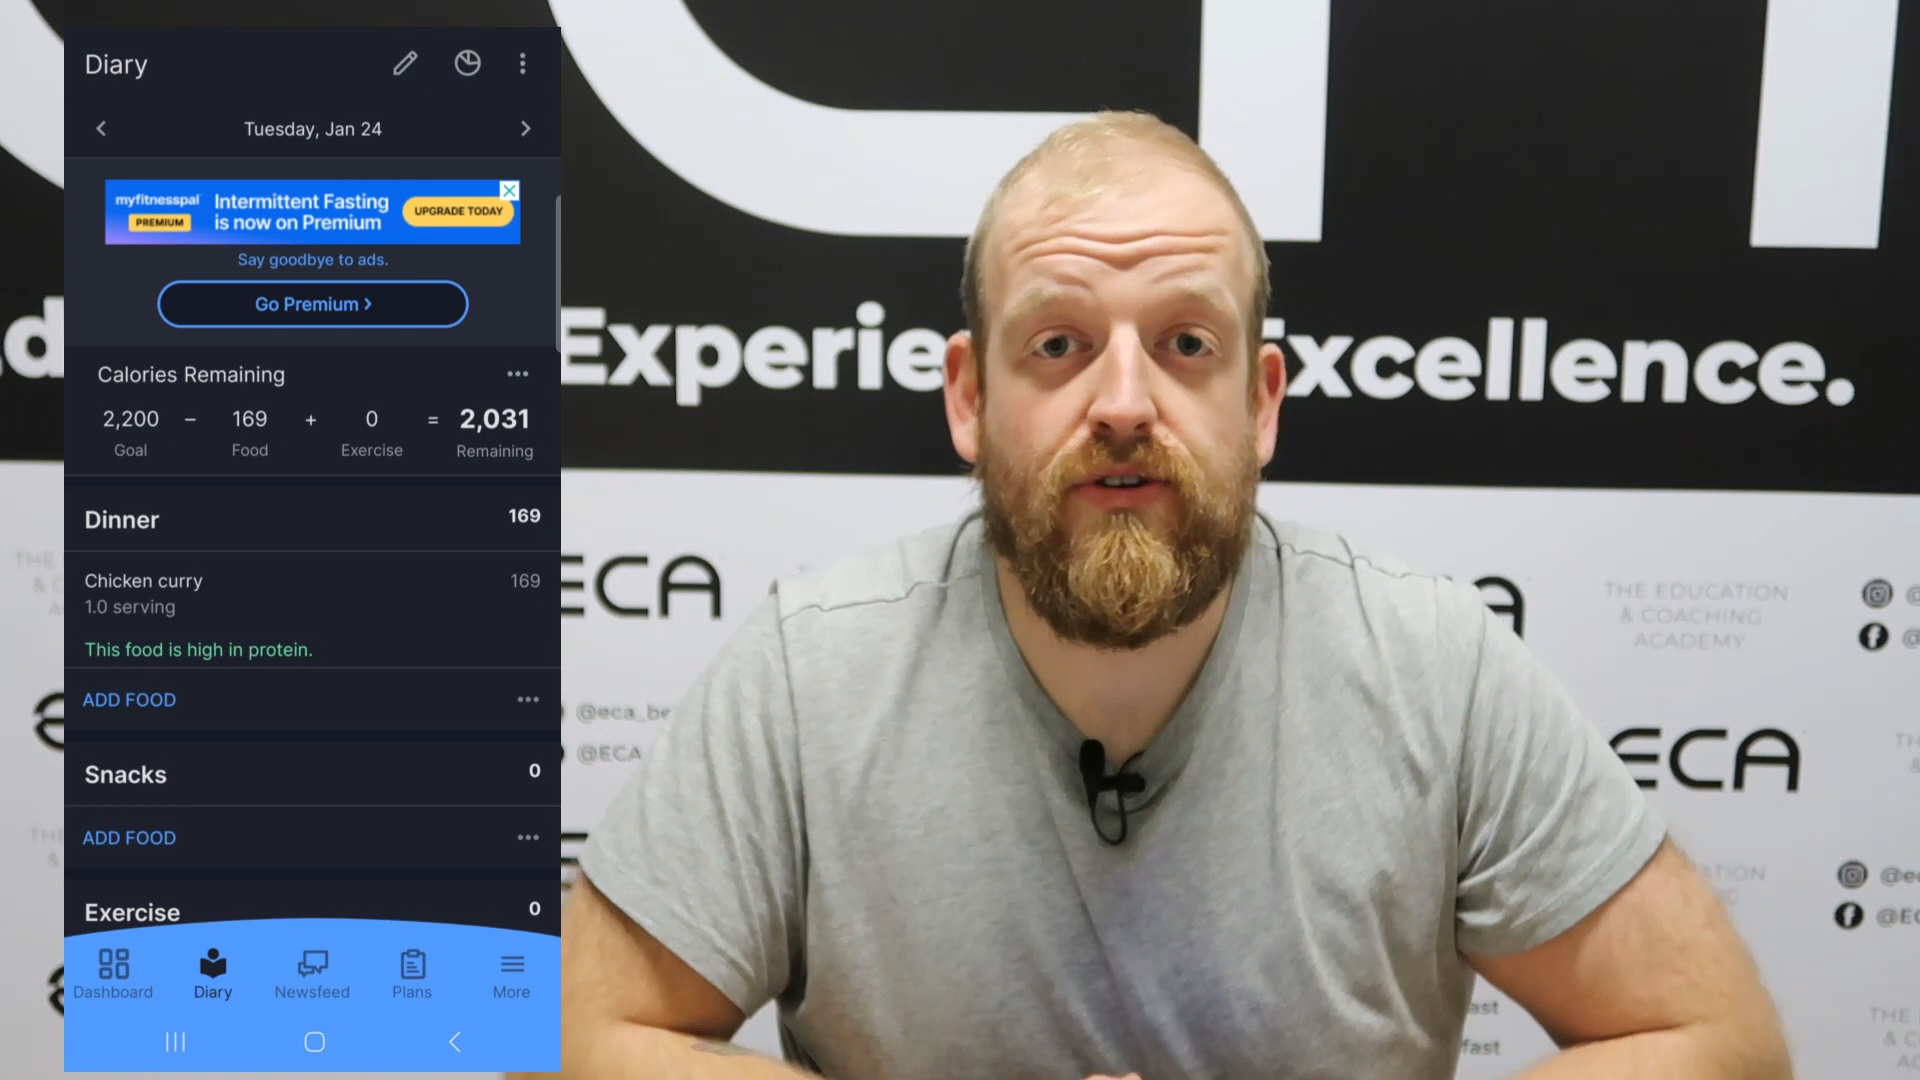 Diary
Tuesday, Jan 24
myfitnesspal
PREMIUM
Intermittent Fasting
is now on Premium
UPGRADE TODAY
Say goodbye to ads.
Go Premium >
Calories Remaining
2,200 - 169 + 0 = 2,031
Goal Food Exercise Remaining
Dinner 169
Chicken curry 169
1.0 serving
This food is high in protein.
ADD FOOD
Snacks 0
ADD FOOD
Exercise 0
Dashboard Diary Newsfeed Plans More
Excellence.
ECA
THE EDUCATION
& COACHING
ACADEMY
@ECA
ECA